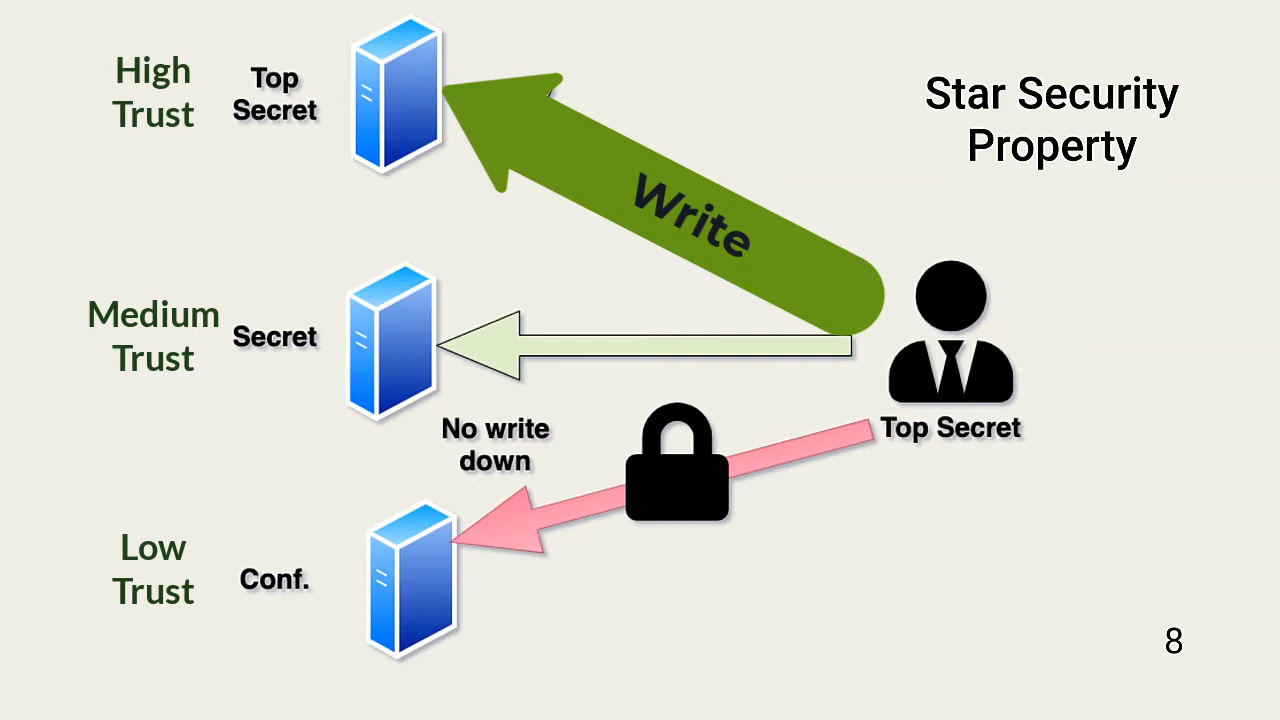 Star Security
Property
High
Trust
Top
Secret
Write
Medium
Trust
Secret
No write
down
Top Secret
Low
Trust
Conf.
8